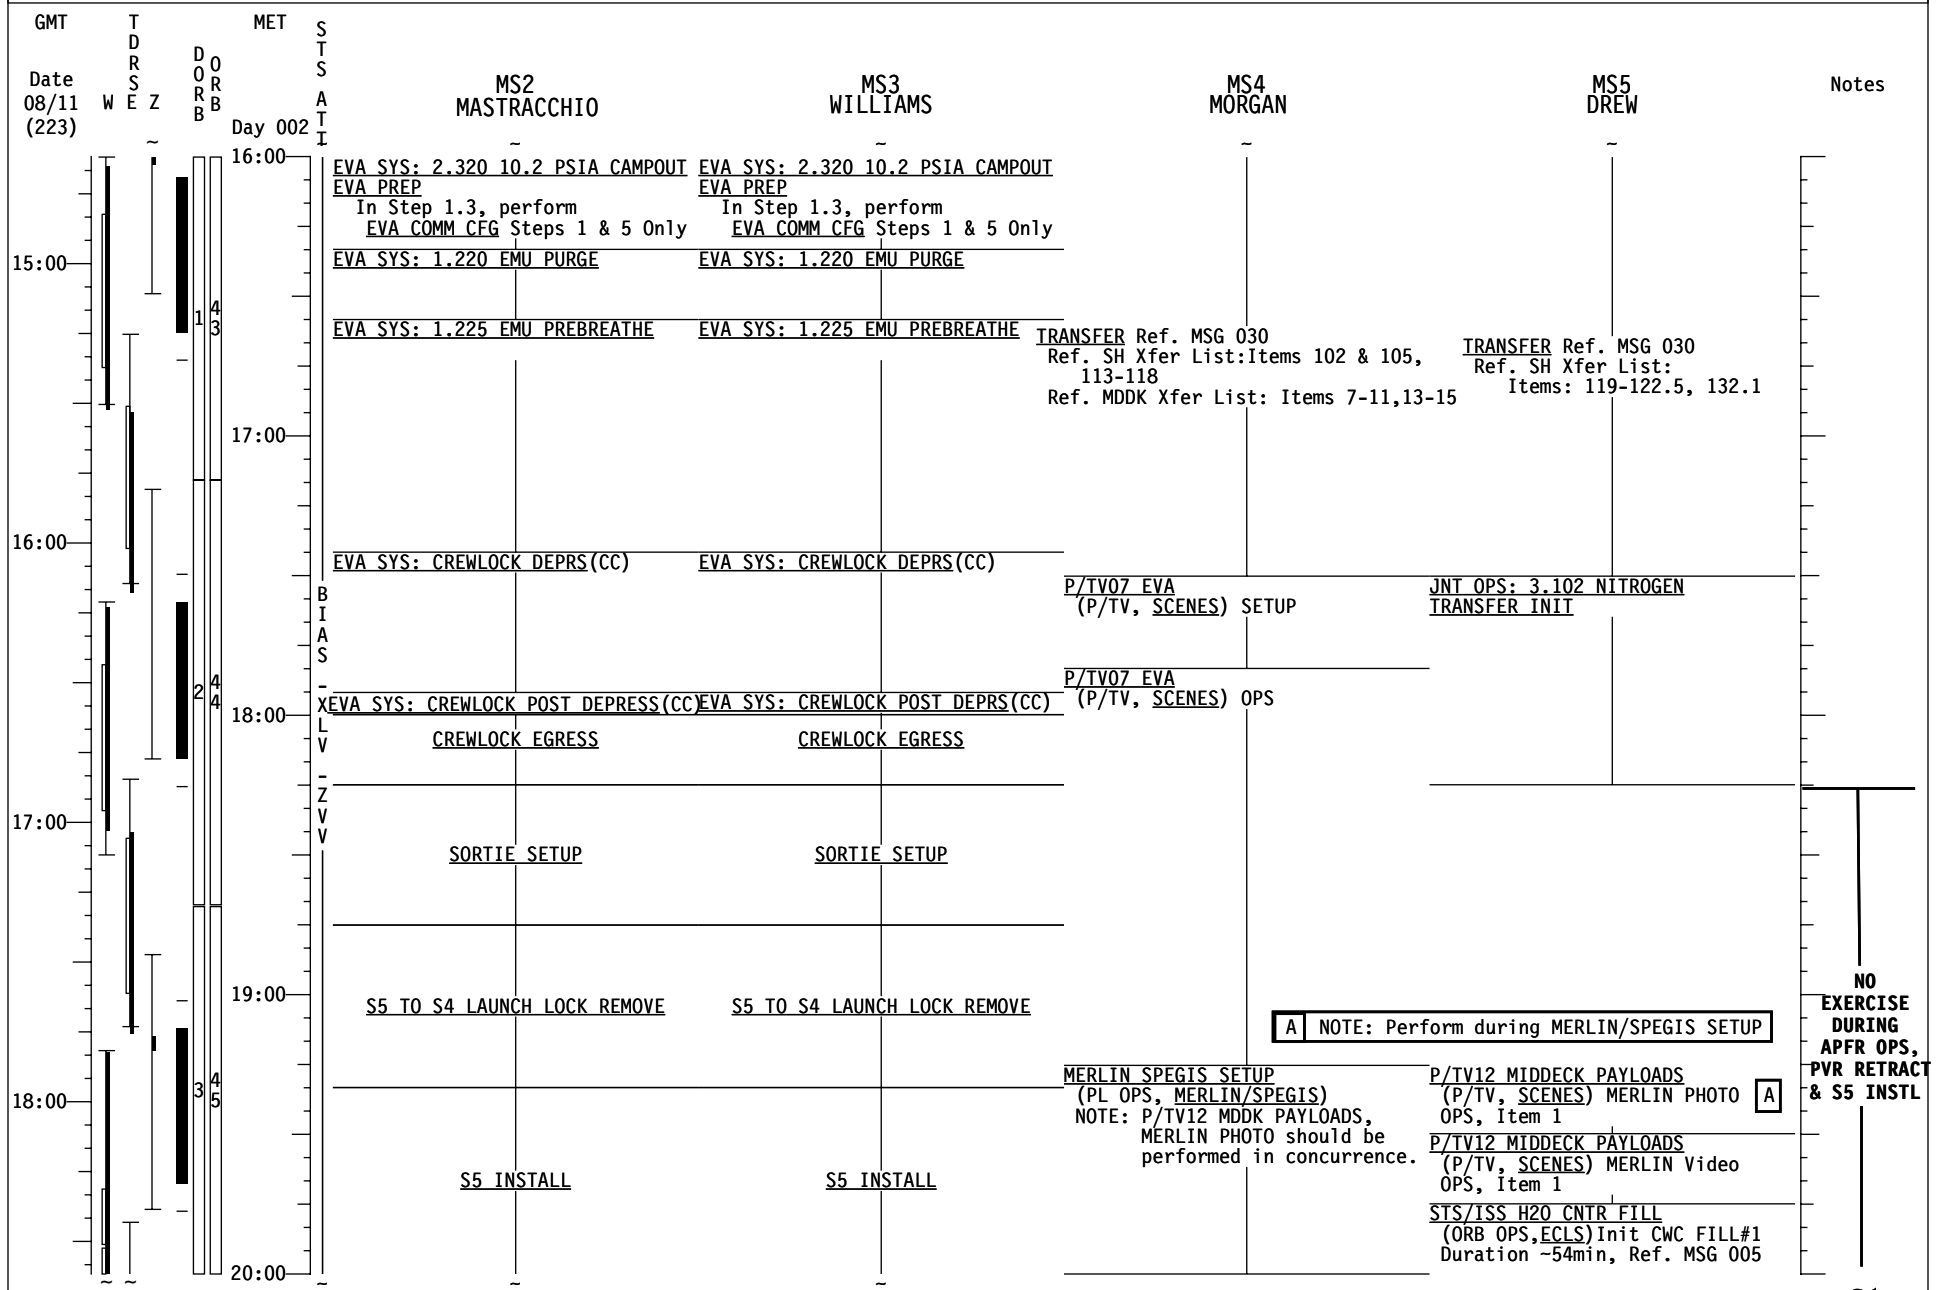 GMT
TDRSE
MET
STS ATT
DORB
ORB
Date
08/11
(223)
W E Z
Day 002
MS2
MASTRACCHIO
MS3
WILLIAMS
MS4
MORGAN
MS5
DREW
Notes
~ ~ ~ ~ ~
16:00
EVA SYS: 2.320 10.2 PSIA CAMPOUT
EVA PREP
In Step 1.3, perform
EVA COMM CFG Steps 1 & 5 Only
EVA SYS: 2.320 10.2 PSIA CAMPOUT
EVA PREP
In Step 1.3, perform
EVA COMM CFG Steps 1 & 5 Only
15:00
EVA SYS: 1.220 EMU PURGE
EVA SYS: 1.220 EMU PURGE
1
43
EVA SYS: 1.225 EMU PREBREATHE
EVA SYS: 1.225 EMU PREBREATHE
TRANSFER Ref. MSG 030
Ref. SH Xfer List:Items 102 & 105,
113-118
Ref. MDDK Xfer List: Items 7-11,13-15
TRANSFER Ref. MSG 030
Ref. SH Xfer List:
Items: 119-122.5, 132.1
17:00
16:00
EVA SYS: CREWLOCK DEPRS(CC)
EVA SYS: CREWLOCK DEPRS(CC)
P/TV07 EVA
(P/TV, SCENES) SETUP
JNT OPS: 3.102 NITROGEN
TRANSFER INIT
BIAS -XLV -ZVV
2
44
P/TV07 EVA
(P/TV, SCENES) OPS
EVA SYS: CREWLOCK POST DEPRESS(CC)
EVA SYS: CREWLOCK POST DEPRS(CC)
18:00
CREWLOCK EGRESS
CREWLOCK EGRESS
17:00
SORTIE SETUP
SORTIE SETUP
19:00
S5 TO S4 LAUNCH LOCK REMOVE
S5 TO S4 LAUNCH LOCK REMOVE
A NOTE: Perform during MERLIN/SPEGIS SETUP
NO
EXERCISE
DURING
APFR OPS,
PVR RETRACT
& S5 INSTL
18:00
3
45
MERLIN SPEGIS SETUP
(PL OPS, MERLIN/SPEGIS)
NOTE: P/TV12 MDDK PAYLOADS,
MERLIN PHOTO should be
performed in concurrence.
P/TV12 MIDDECK PAYLOADS
(P/TV, SCENES) MERLIN PHOTO A
OPS, Item 1
P/TV12 MIDDECK PAYLOADS
(P/TV, SCENES) MERLIN Video
OPS, Item 1
S5 INSTALL
S5 INSTALL
STS/ISS H2O CNTR FILL
(ORB OPS,ECLS)Init CWC FILL#1
Duration ~54min, Ref. MSG 005
20:00
~ ~ ~ ~ ~